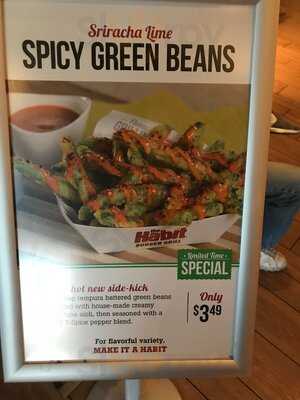 Sriracha Lime
SPICY GREEN BEANS
The
Habit
BURGER GRILL
• Limited Time •
SPECIAL
hot new side-kick
tempura battered green beans
with house-made creamy
aioli, then seasoned with a
pepper blend.
Only
$3.49
For flavorful variety,
MAKE IT A HABIT